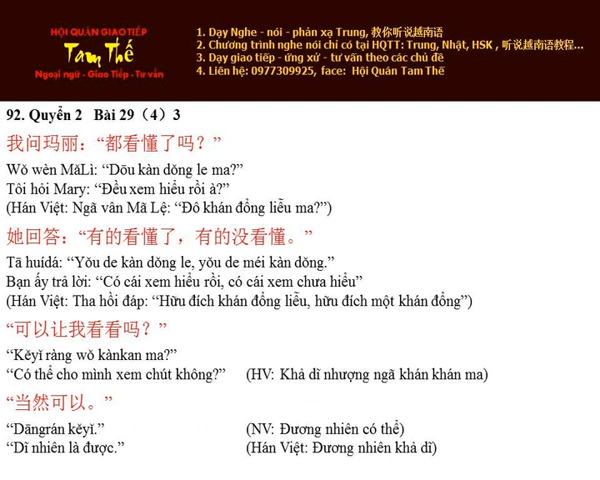 HỘI QUÁN GIAO TIẾP
Tam Thế
Ngoại ngữ - Giao Tiếp - Tư vấn
1. Dạy Nghe - nói - phản xạ Trung, 教你听说越南语
2. Chương trình nghe nói chỉ có tại HQTT: Trung, Nhật, HSK , 听说越南语教程...
3. Dạy giao tiếp - ứng xử - tư vấn theo các chủ đề
4. Liên hệ: 0977309925, face: Hội Quán Tam Thế
92. Quyển 2 Bài 29（4）3
我问玛丽：“都看懂了吗？”
Wǒ wèn MǎLì: “Dōu kàn dǒng le ma?”
Tôi hỏi Mary: “Đều xem hiểu rồi à?”
(Hán Việt: Ngã vân Mã Lệ: “Đô khán đổng liễu ma?”)
她回答：“有的看懂了，有的没看懂。”
Tā huídá: “Yǒu de kàn dǒng le, yǒu de méi kàn dǒng.”
Bạn ấy trả lời: “Có cái xem hiểu rồi, có cái xem chưa hiểu”
(Hán Việt: Tha hồi đáp: “Hữu đích khán đổng liễu, hữu đích một khán đổng”)
“可以让我看看吗？”
“Kěyǐ ràng wǒ kànkan ma?”
“Có thể cho mình xem chút không?” (HV: Khả dĩ nhượng ngã khán khán ma)
“当然可以。”
“Dāngrán kěyǐ.” (NV: Đương nhiên có thể)
“Dĩ nhiên là được.” (Hán Việt: Đương nhiên khả dĩ)